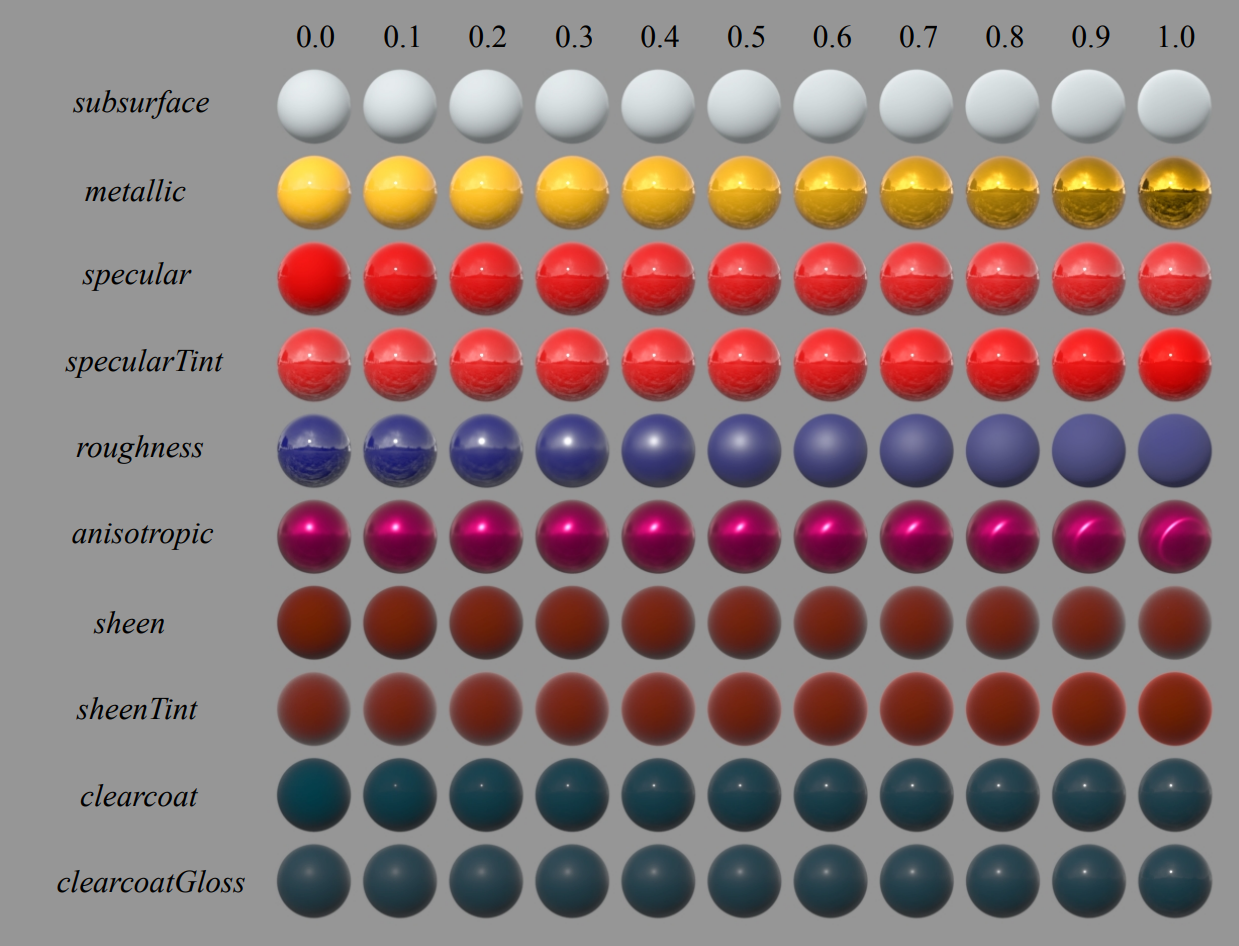 0.0 0.1 0.2 0.3 0.4 0.5 0.6 0.7 0.8 0.9 1.0
subsurface
metallic
specular
specularTint
roughness
anisotropic
sheen
sheenTint
clearcoat
clearcoatGloss